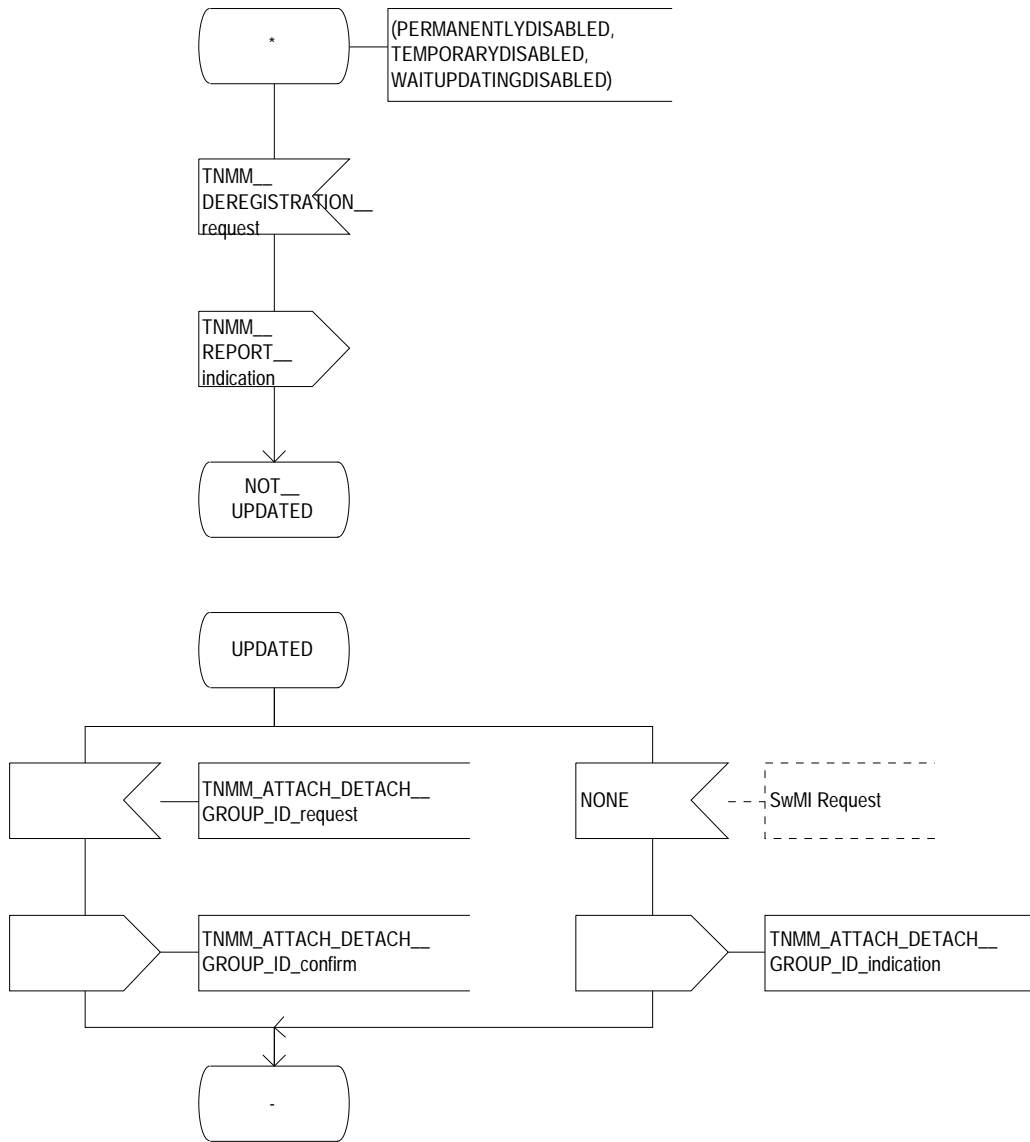 *
(PERMANENTLYDISABLED,
TEMPORARYDISABLED,
WAITUPDATINGDISABLED)
TNMM__
DEREGISTRATION__
request
TNMM__
REPORT__
indication
NOT__
UPDATED
UPDATED
TNMM_ATTACH_DETACH__
GROUP_ID_request
NONE
SwMI Request
TNMM_ATTACH_DETACH__
GROUP_ID_confirm
TNMM_ATTACH_DETACH__
GROUP_ID_indication
-